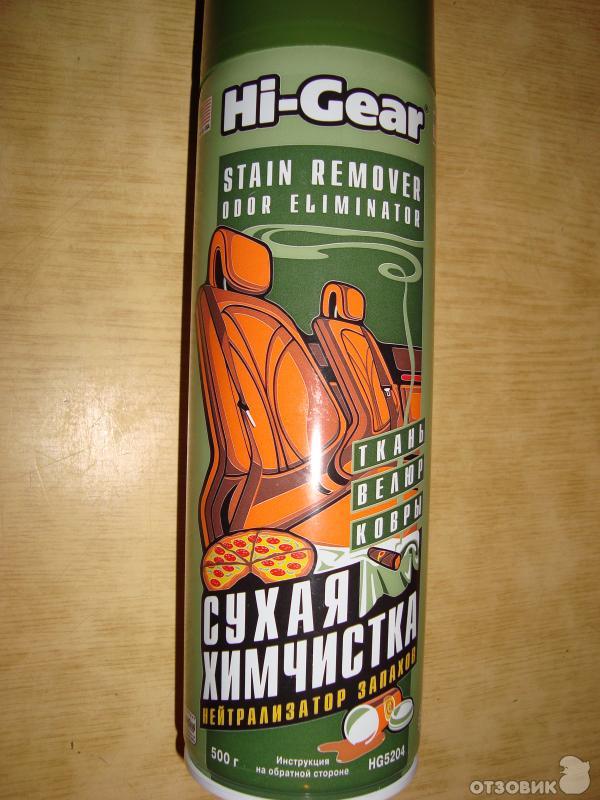 Hi-Gear
STAIN REMOVER
ODOR ELIMINATOR
ТКАНЬ
ВЕЛЮР
КОВРЫ
СУХАЯ
ХИМЧИСТКА
НЕЙТРАЛИЗАТОР ЗАПАХОВ
500 г
Инструкция
на обратной стороне
HG5204
ОТЗОВИК